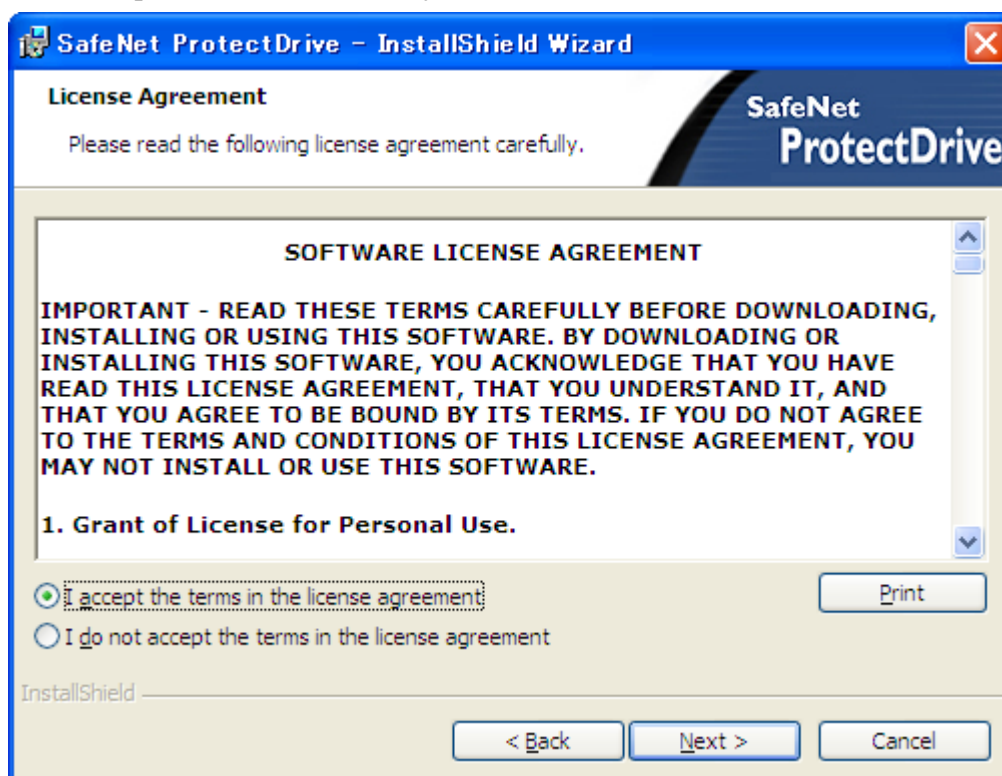 SafeNet ProtectDrive - InstallShield Wizard
License Agreement
Please read the following license agreement carefully.
SafeNet
ProtectDrive
SOFTWARE LICENSE AGREEMENT
IMPORTANT - READ THESE TERMS CAREFULLY BEFORE DOWNLOADING,
INSTALLING OR USING THIS SOFTWARE. BY DOWNLOADING OR
INSTALLING THIS SOFTWARE, YOU ACKNOWLEDGE THAT YOU HAVE
READ THIS LICENSE AGREEMENT, THAT YOU UNDERSTAND IT, AND
THAT YOU AGREE TO BE BOUND BY ITS TERMS. IF YOU DO NOT AGREE
TO THE TERMS AND CONDITIONS OF THIS LICENSE AGREEMENT, YOU
MAY NOT INSTALL OR USE THIS SOFTWARE.
1. Grant of License for Personal Use.
I accept the terms in the license agreement
Print
I do not accept the terms in the license agreement
InstallShield
< Back
Next >
Cancel